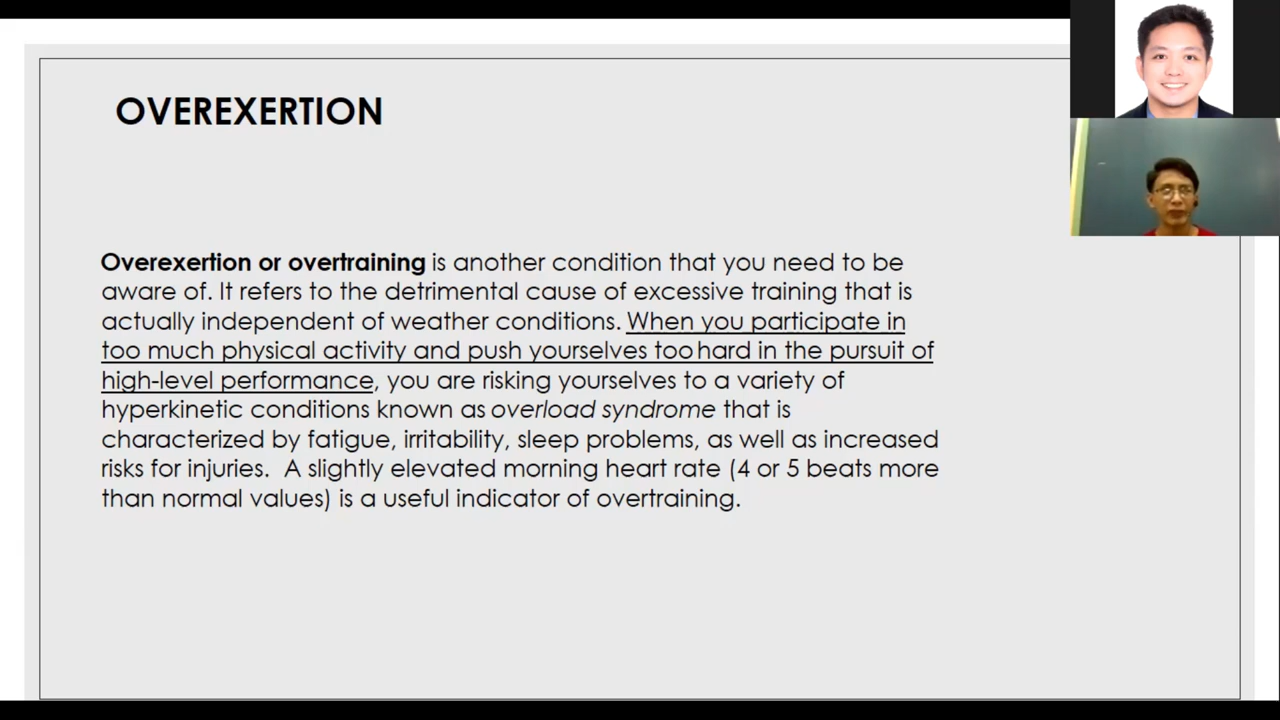 OVEREXERTION
Overexertion or overtraining is another condition that you need to be
aware of. It refers to the detrimental cause of excessive training that is
actually independent of weather conditions. When you participate in
too much physical activity and push yourselves too hard in the pursuit of
high-level performance, you are risking yourselves to a variety of
hyperkinetic conditions known as overload syndrome that is
characterized by fatigue, irritability, sleep problems, as well as increased
risks for injuries.  A slightly elevated morning heart rate (4 or 5 beats more
than normal values) is a useful indicator of overtraining.